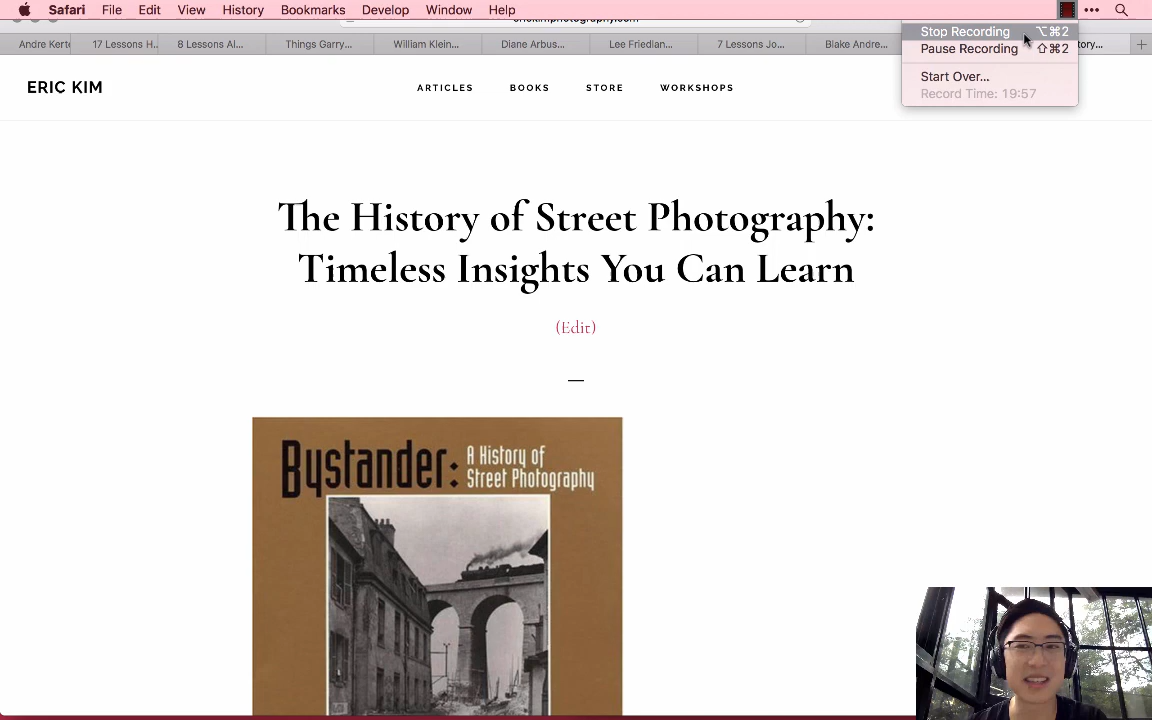 Safari File Edit View History Bookmarks Develop Window Help
Stop Recording ⌥⌘2
Pause Recording ⇧⌘2
Start Over...
Record Time: 19:57
17 Lessons H... 8 Lessons Al... Things Garry... William Klein... Diane Arbus... Lee Friedlan... 7 Lessons Jo... Blake Andre...
ERIC KIM
ARTICLES BOOKS STORE WORKSHOPS
The History of Street Photography:
Timeless Insights You Can Learn
(Edit)
Bystander: A History of
Street Photography